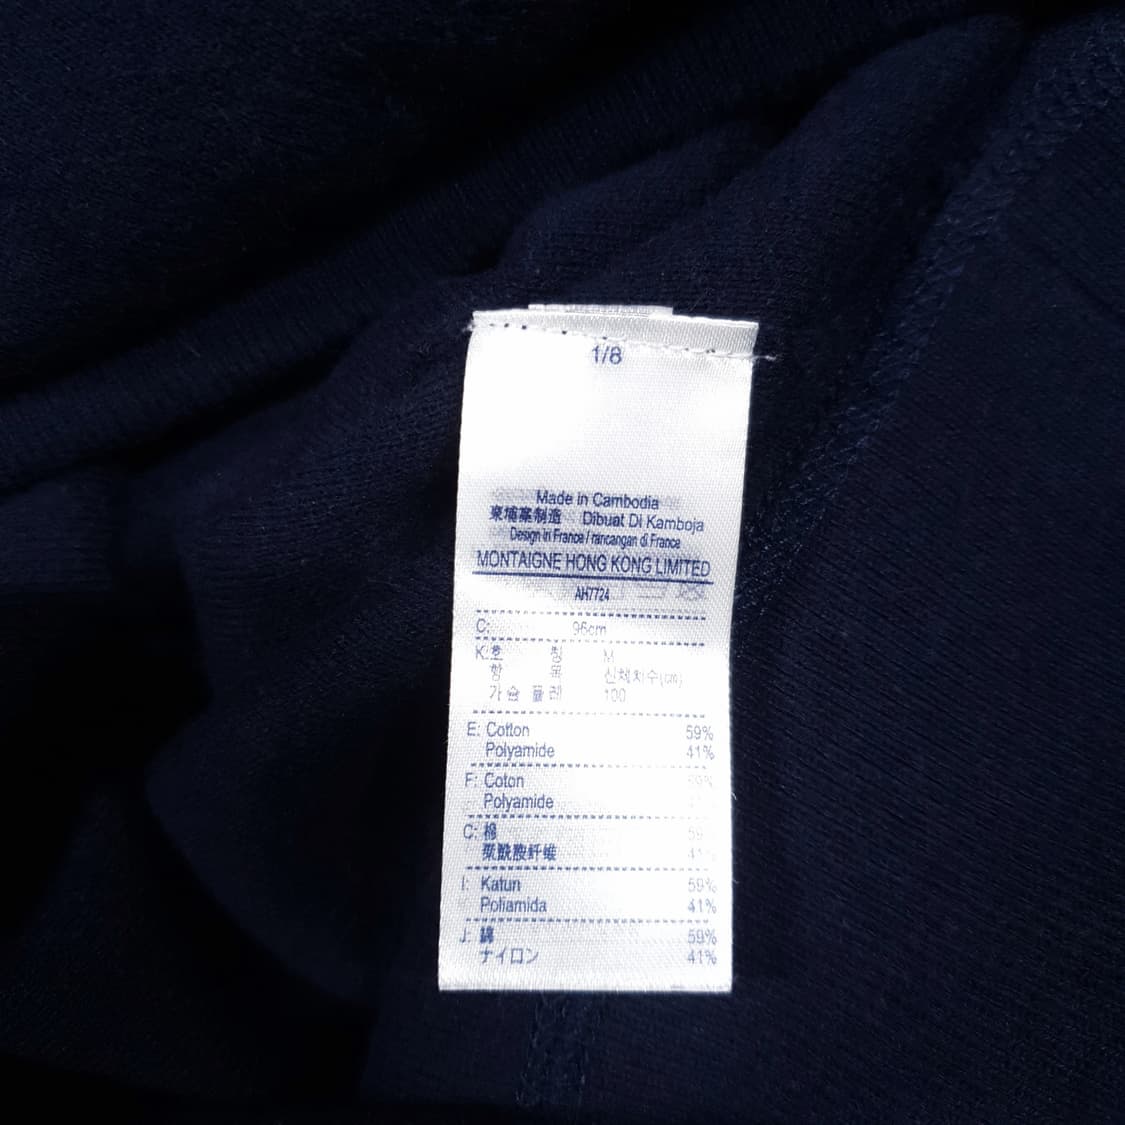 1/8
Made in Cambodia
柬埔寨制造 Dibuat Di Kamboja
Design in France / rancangan di France
MONTAIGNE HONG KONG LIMITED
AH7724
C: 96cm
K: 호 칭 M
항 목 신체치수(㎝)
가슴둘레 100
E: Cotton 59%
Polyamide 41%
F: Coton 59%
Polyamide
C: 棉 59
聚酰胺纤维 41%
I: Katun 59%
Poliamida 41%
J: 綿 59%
ナイロン 41%